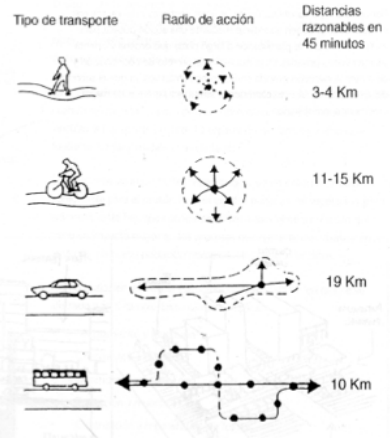 Tipo de transporte
Radio de acción
Distancias
razonables en
45 minutos
3-4 Km
11-15 Km
19 Km
10 Km